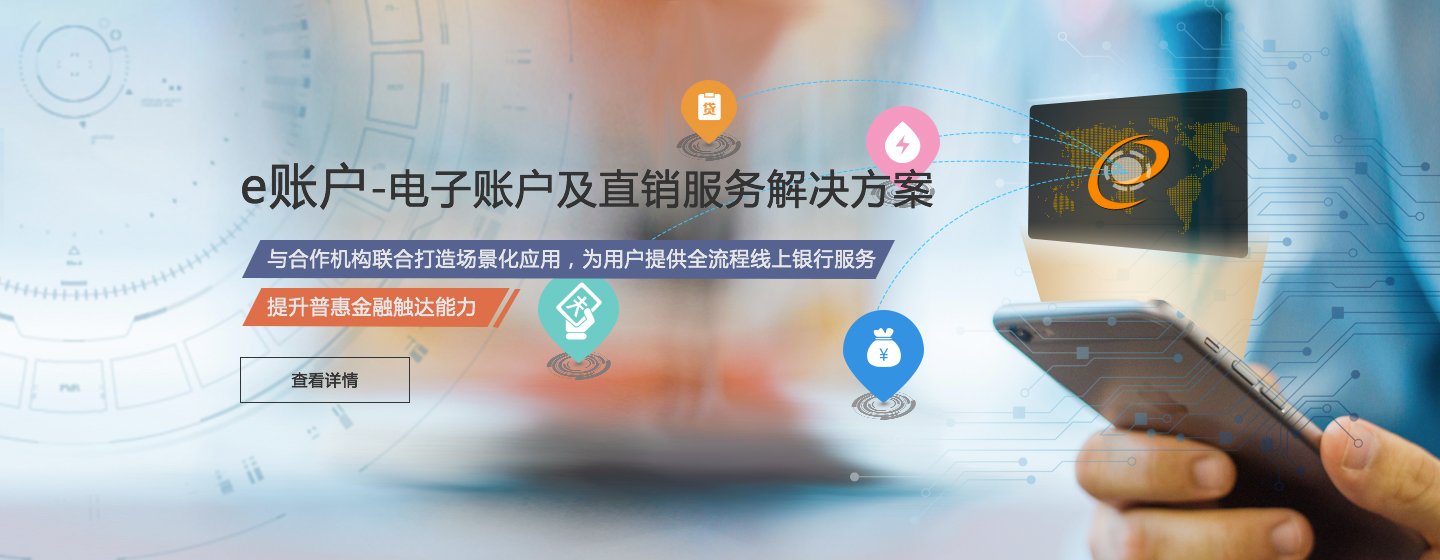 贷
e账户-电子账户及直销服务解决方案
与合作机构联合打造场景化应用，为用户提供全流程线上银行服务
提升普惠金融触达能力
¥
查看详情